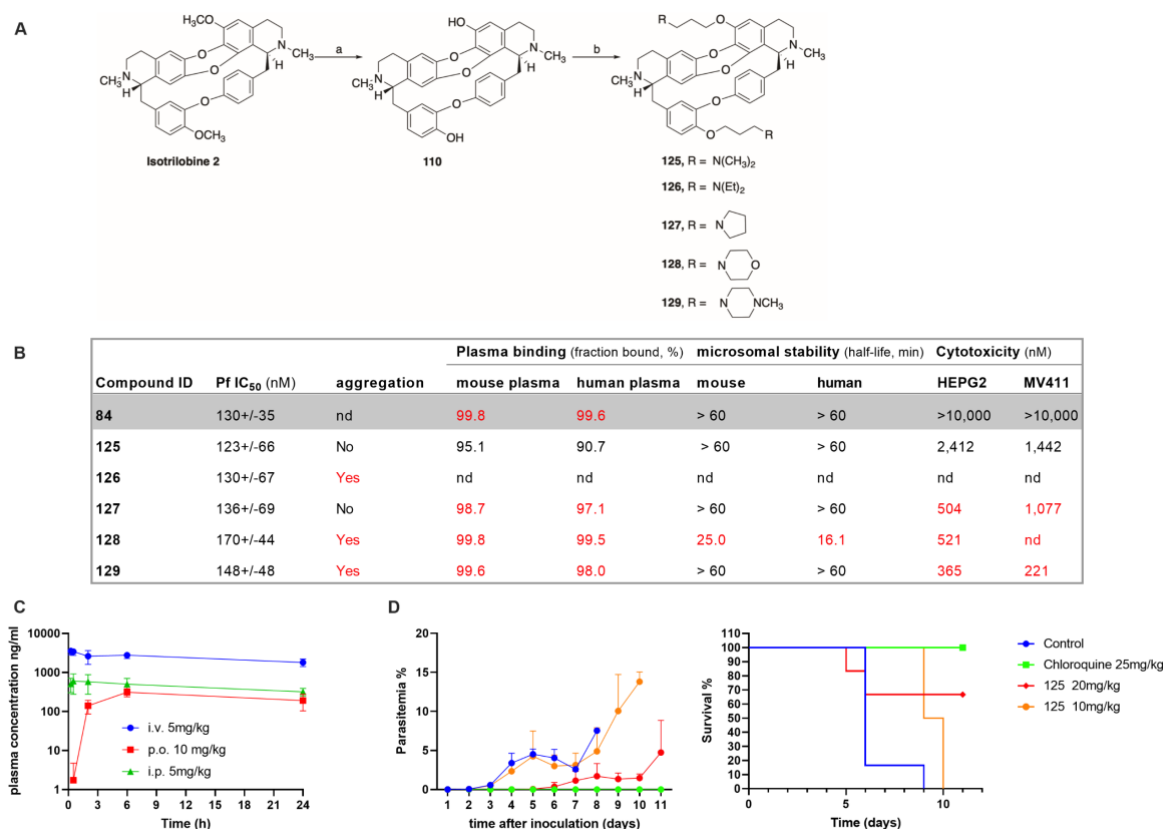 A
H₃CO
N
CH₃
O
O
N
CH₃
H
H
O
OCH₃
Isotrilobine 2
a
HO
N
CH₃
O
O
N
CH₃
H
H
O
OH
110
b
R
O
N
CH₃
O
O
N
CH₃
H
H
O
O
R
125, R = N(CH₃)₂
126, R = N(Et)₂
127, R = N
128, R = N O
129, R = N NCH₃
B
Plasma binding (fraction bound, %) microsomal stability (half-life, min) Cytotoxicity (nM)
Compound ID Pf IC₅₀ (nM) aggregation mouse plasma human plasma mouse human HEPG2 MV411
84 130+/-35 nd 99.8 99.6 > 60 > 60 >10,000 >10,000
125 123+/-66 No 95.1 90.7 > 60 > 60 2,412 1,442
126 130+/-67 Yes nd nd nd nd nd nd
127 136+/-69 No 98.7 97.1 > 60 > 60 504 1,077
128 170+/-44 Yes 99.8 99.5 25.0 16.1 521 nd
129 148+/-48 Yes 99.6 98.0 > 60 > 60 365 221
C
plasma concentration ng/ml
10000
1000
100
10
1
i.v. 5mg/kg
p.o. 10 mg/kg
i.p. 5mg/kg
0 3 6 9 12 15 18 21 24
Time (h)
D
Parasitemia %
20
15
10
5
0
1 2 3 4 5 6 7 8 9 10 11
time after inoculation (days)
Survival %
110
100
90
80
70
60
50
40
30
20
10
0
5 10
Time (days)
Control
Chloroquine 25mg/kg
125 20mg/kg
125 10mg/kg